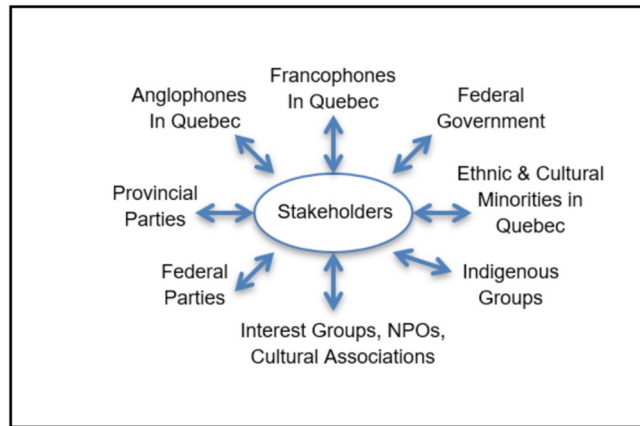 Francophones
In Quebec
Anglophones
In Quebec
Federal
Government
Provincial
Parties
Stakeholders
Ethnic & Cultural
Minorities in
Quebec
Federal
Parties
Indigenous
Groups
Interest Groups, NPOs,
Cultural Associations